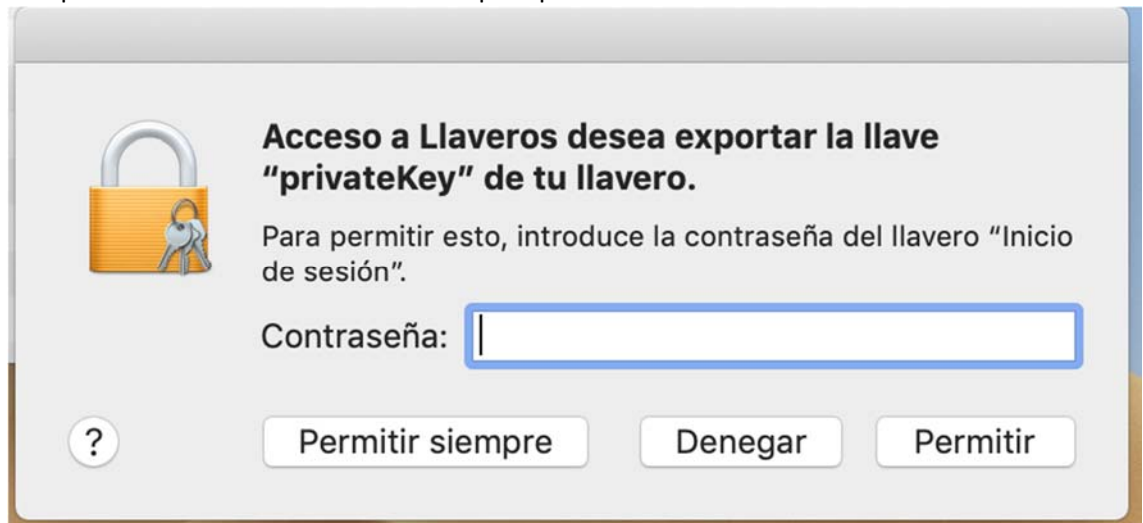 Acceso a Llaveros desea exportar la llave
“privateKey” de tu llavero.
Para permitir esto, introduce la contraseña del llavero “Inicio
de sesión”.
Contraseña:
? Permitir siempre Denegar Permitir